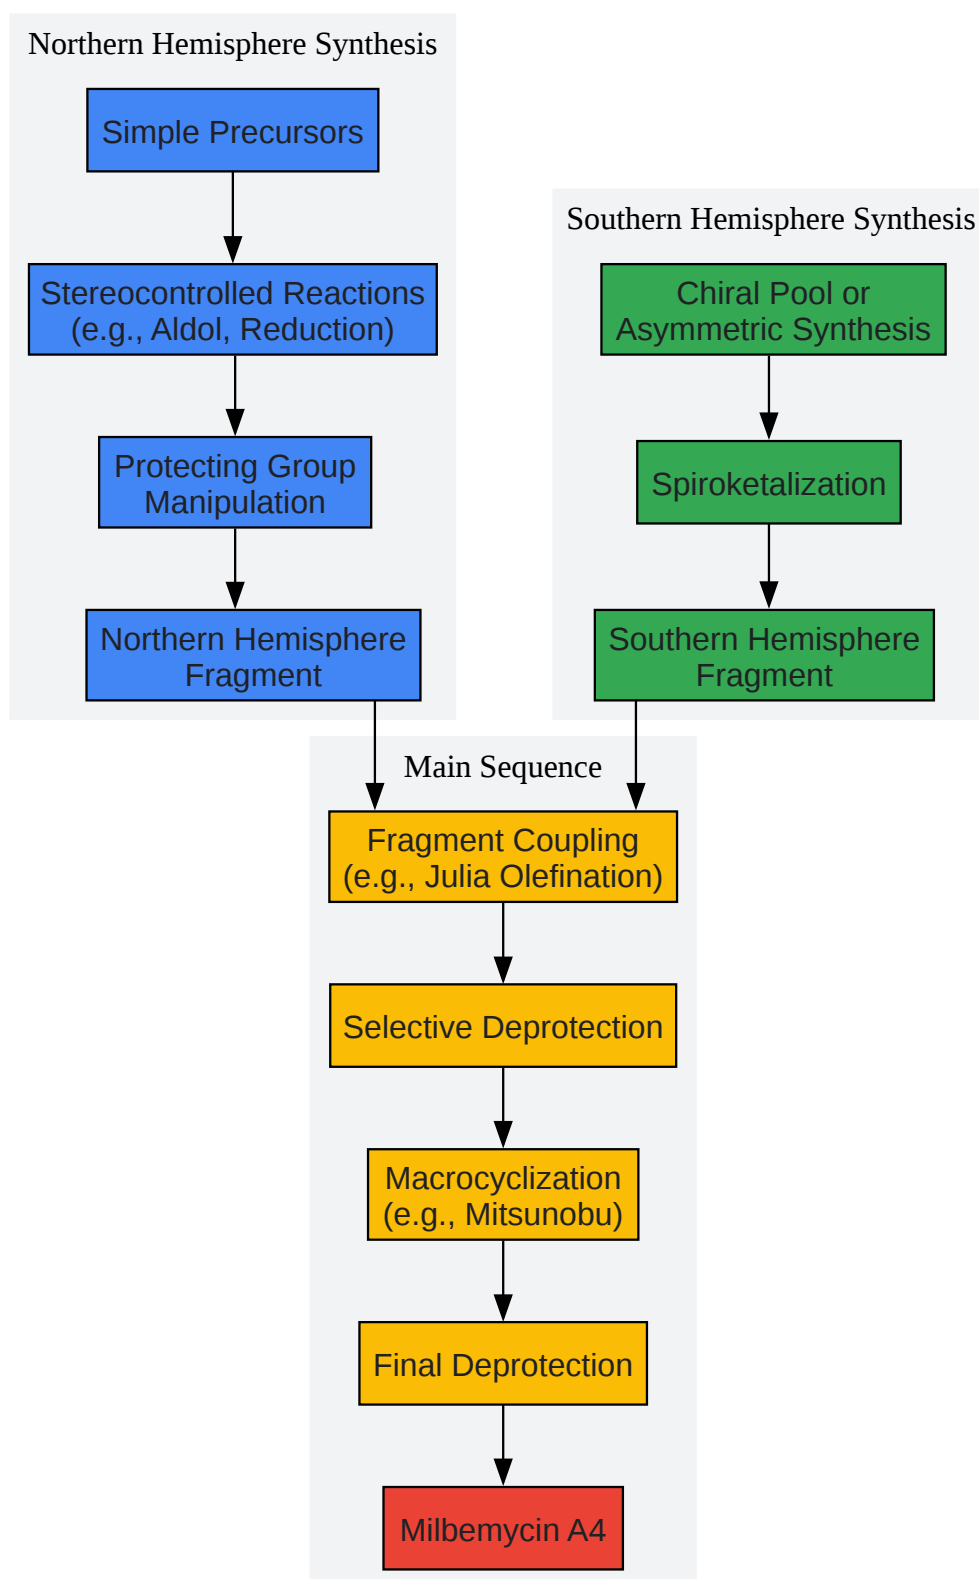 Northern Hemisphere Synthesis
Simple Precursors
Stereocontrolled Reactions
(e.g., Aldol, Reduction)
Protecting Group
Manipulation
Northern Hemisphere
Fragment
Southern Hemisphere Synthesis
Chiral Pool or
Asymmetric Synthesis
Spiroketalization
Southern Hemisphere
Fragment
Main Sequence
Fragment Coupling
(e.g., Julia Olefination)
Selective Deprotection
Macrocyclization
(e.g., Mitsunobu)
Final Deprotection
Milbemycin A4